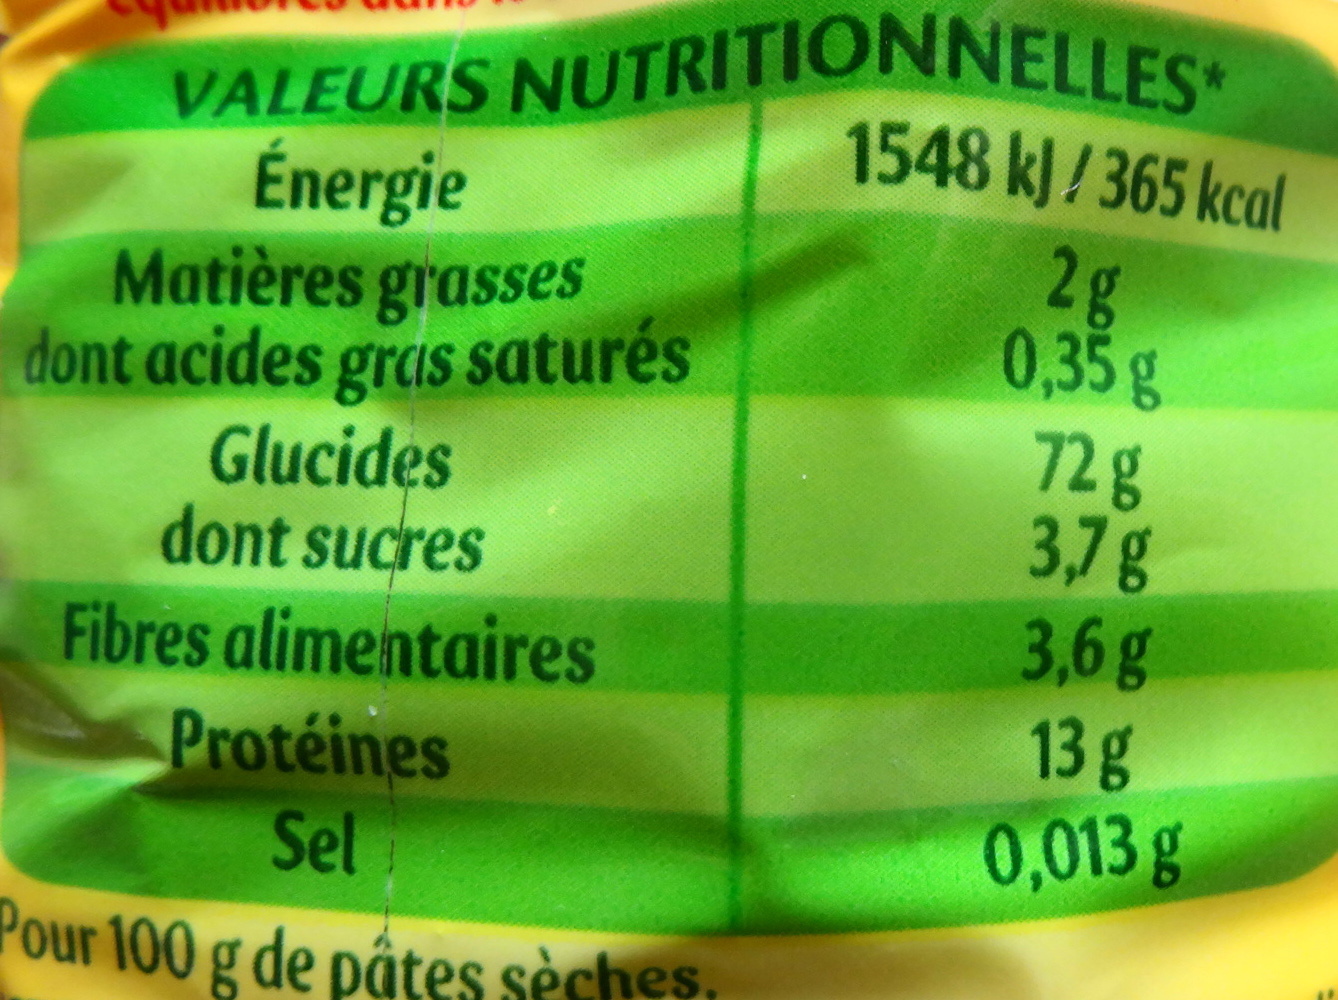 VALEURS NUTRITIONNELLES*
Énergie 1548 kJ / 365 kcal
Matières grasses 2 g
dont acides gras saturés 0,35 g
Glucides 72 g
dont sucres 3,7 g
Fibres alimentaires 3,6 g
Protéines 13 g
Sel 0,013 g
Pour 100 g de pâtes sèches.